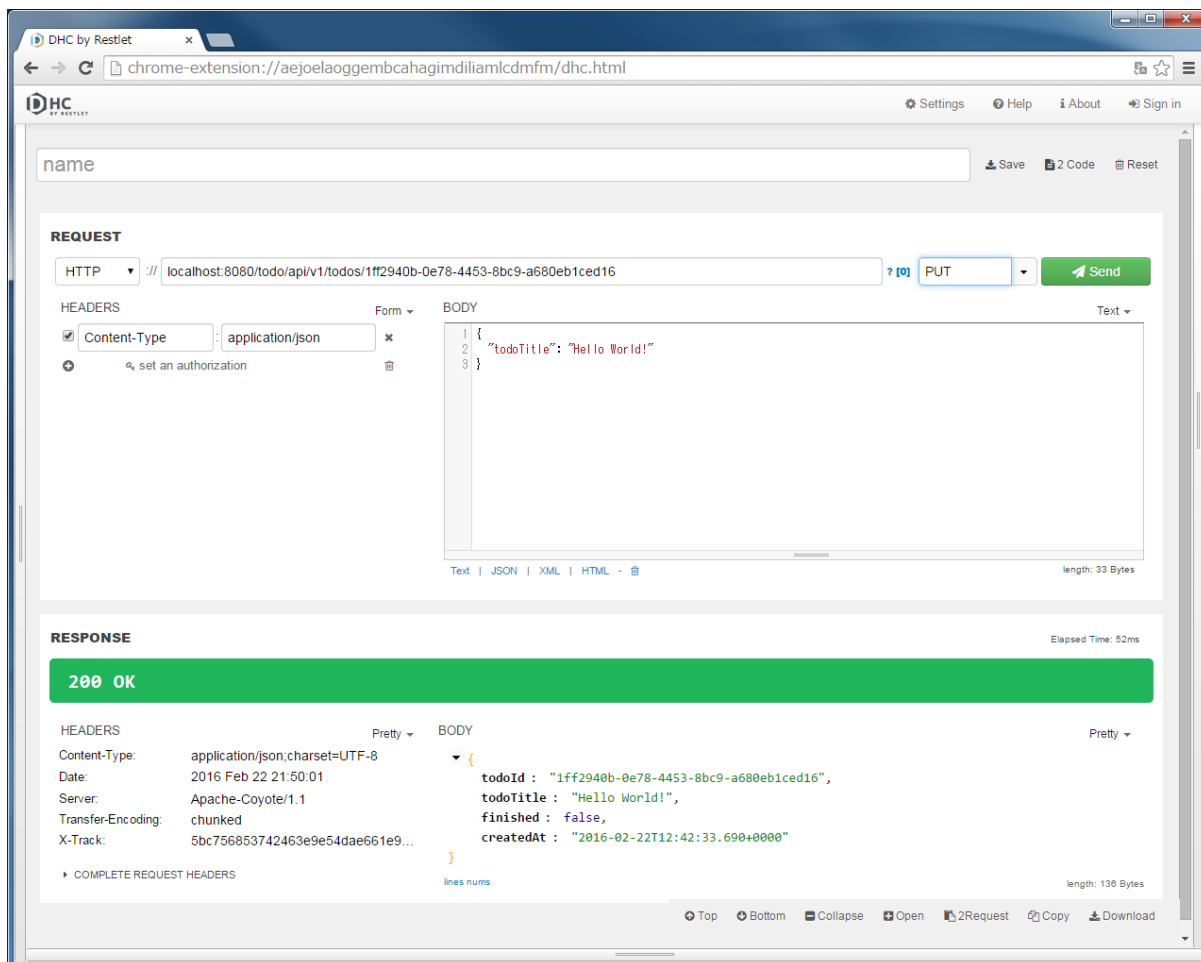 DHC by Restlet
chrome-extension://aejoelaoggembcahagimdiliamlcdmfm/dhc.html
DHC
BY RESTLET
Settings Help About Sign in
name
Save 2 Code Reset
REQUEST
HTTP :// localhost:8080/todo/api/v1/todos/1ff2940b-0e78-4453-8bc9-a680eb1ced16 ? [0] PUT Send
HEADERS Form BODY Text
Content-Type : application/json
set an authorization
1 {
2 "todoTitle": "Hello World!"
3 }
Text | JSON | XML | HTML - length: 33 Bytes
RESPONSE Elapsed Time: 52ms
200 OK
HEADERS Pretty BODY Pretty
Content-Type: application/json;charset=UTF-8
Date: 2016 Feb 22 21:50:01
Server: Apache-Coyote/1.1
Transfer-Encoding: chunked
X-Track: 5bc756853742463e9e54dae661e9...
COMPLETE REQUEST HEADERS
{
todoId : "1ff2940b-0e78-4453-8bc9-a680eb1ced16",
todoTitle : "Hello World!",
finished : false,
createdAt : "2016-02-22T12:42:33.690+0000"
}
lines nums length: 136 Bytes
Top Bottom Collapse Open 2Request Copy Download